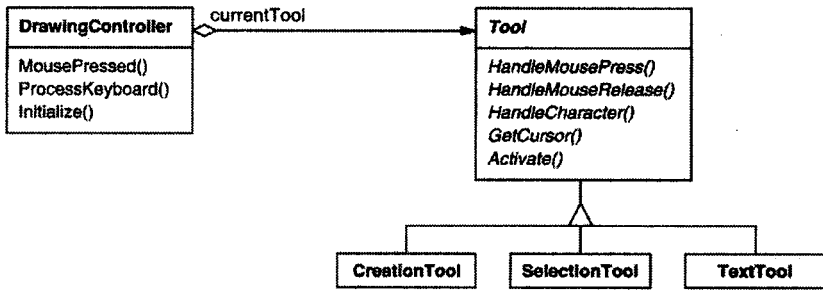 DrawingController
MousePressed()
ProcessKeyboard()
Initialize()
currentTool
Tool
HandleMousePress()
HandleMouseRelease()
HandleCharacter()
GetCursor()
Activate()
CreationTool
SelectionTool
TextTool